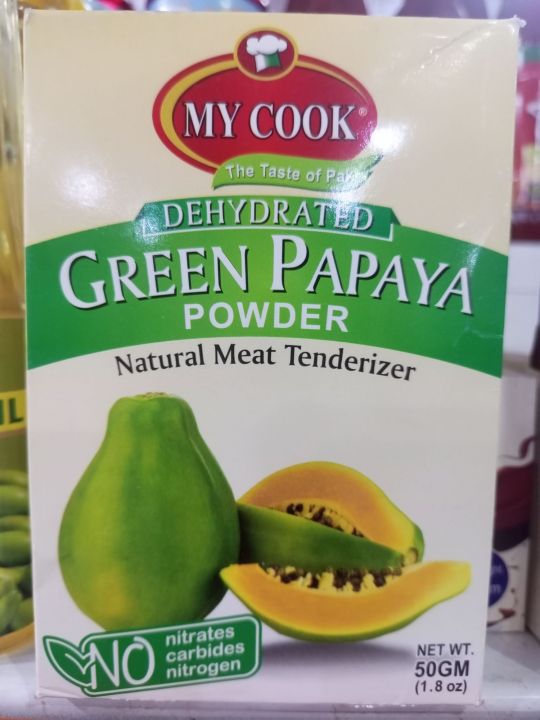 MY COOK®
The Taste of
DEHYDRATED
GREEN PAPAYA
POWDER
Natural Meat Tenderizer
NO
nitrates
carbides
nitrogen
NET WT.
50GM
(1.8 oz)
IL